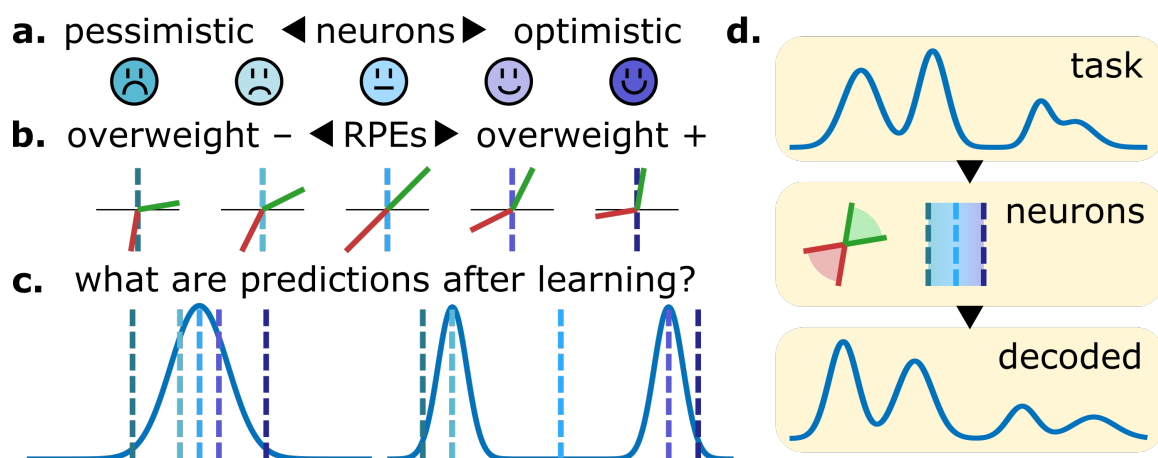 a. pessimistic ◀ neurons ▶ optimistic
b. overweight – ◀ RPEs ▶ overweight +
c. what are predictions after learning?
d.
task
neurons
decoded